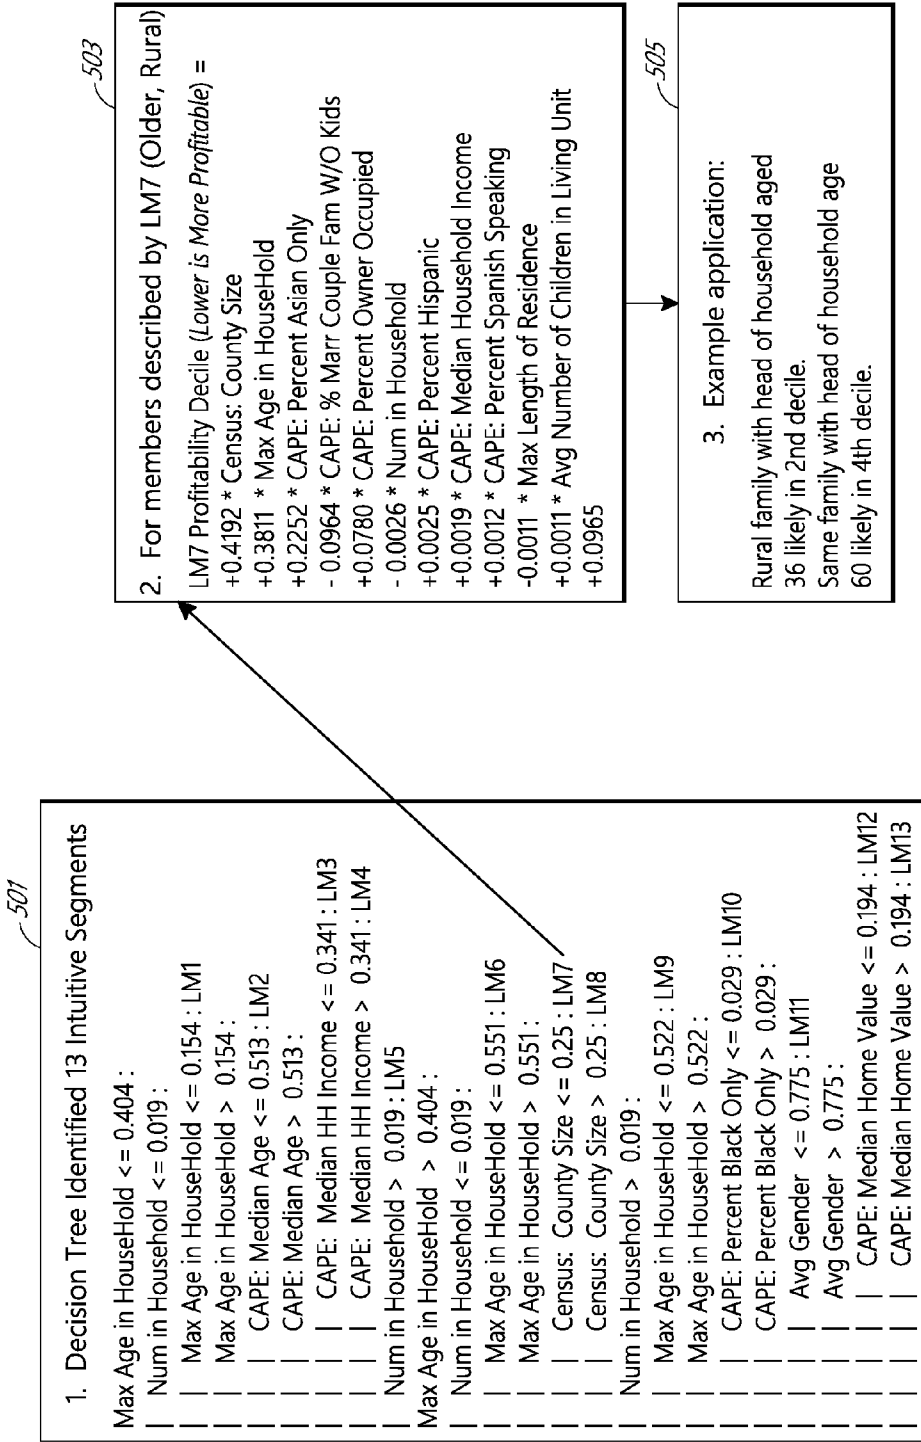 501
1. Decision Tree Identified 13 Intuitive Segments
Max Age in HouseHold <= 0.404 :
| Num in Household <= 0.019 :
| | Max Age in HouseHold <= 0.154 : LM1
| | Max Age in HouseHold > 0.154 :
| | | CAPE: Median Age <= 0.513 : LM2
| | | CAPE: Median Age > 0.513 :
| | | | CAPE: Median HH Income <= 0.341 : LM3
| | | | CAPE: Median HH Income > 0.341 : LM4
| Num in Household > 0.019 : LM5
Max Age in HouseHold > 0.404 :
| Num in Household <= 0.019 :
| | Max Age in HouseHold <= 0.551 : LM6
| | Max Age in HouseHold > 0.551 :
| | | Census: County Size <= 0.25 : LM7
| | | Census: County Size > 0.25 : LM8
| Num in Household > 0.019 :
| | Max Age in HouseHold <= 0.522 : LM9
| | Max Age in HouseHold > 0.522 :
| | | CAPE: Percent Black Only <= 0.029 : LM10
| | | CAPE: Percent Black Only > 0.029 :
| | | | Avg Gender <= 0.775 : LM11
| | | | Avg Gender > 0.775 :
| | | | | CAPE: Median Home Value <= 0.194 : LM12
| | | | | CAPE: Median Home Value > 0.194 : LM13
503
2. For members described by LM7 (Older, Rural)
LM7 Profitability Decile (Lower is More Profitable) =
+0.4192 * Census: County Size
+0.3811 * Max Age in HouseHold
+0.2252 * CAPE: Percent Asian Only
- 0.0964 * CAPE: % Marr Couple Fam W/O Kids
+0.0780 * CAPE: Percent Owner Occupied
- 0.0026 * Num in Household
+0.0025 * CAPE: Percent Hispanic
+0.0019 * CAPE: Median Household Income
+0.0012 * CAPE: Percent Spanish Speaking
-0.0011 * Max Length of Residence
+0.0011 * Avg Number of Children in Living Unit
+0.0965
505
3. Example application:
Rural family with head of household aged
36 likely in 2nd decile.
Same family with head of household age
60 likely in 4th decile.